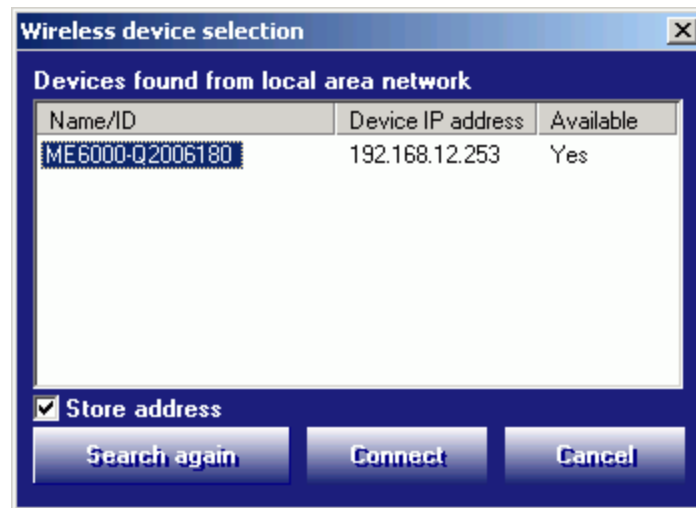 Wireless device selection
Devices found from local area network
Name/ID Device IP address Available
ME6000-Q2006180 192.168.12.253 Yes
Store address
Search again Connect Cancel